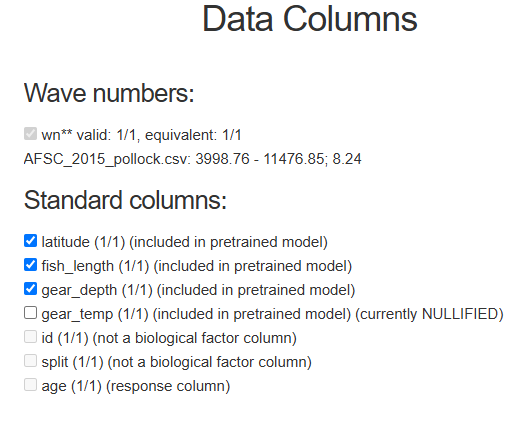 Data Columns
Wave numbers:
wn** valid: 1/1, equivalent: 1/1
AFSC_2015_pollock.csv: 3998.76 - 11476.85; 8.24
Standard columns:
latitude (1/1) (included in pretrained model)
fish_length (1/1) (included in pretrained model)
gear_depth (1/1) (included in pretrained model)
gear_temp (1/1) (included in pretrained model) (currently NULLIFIED)
id (1/1) (not a biological factor column)
split (1/1) (not a biological factor column)
age (1/1) (response column)